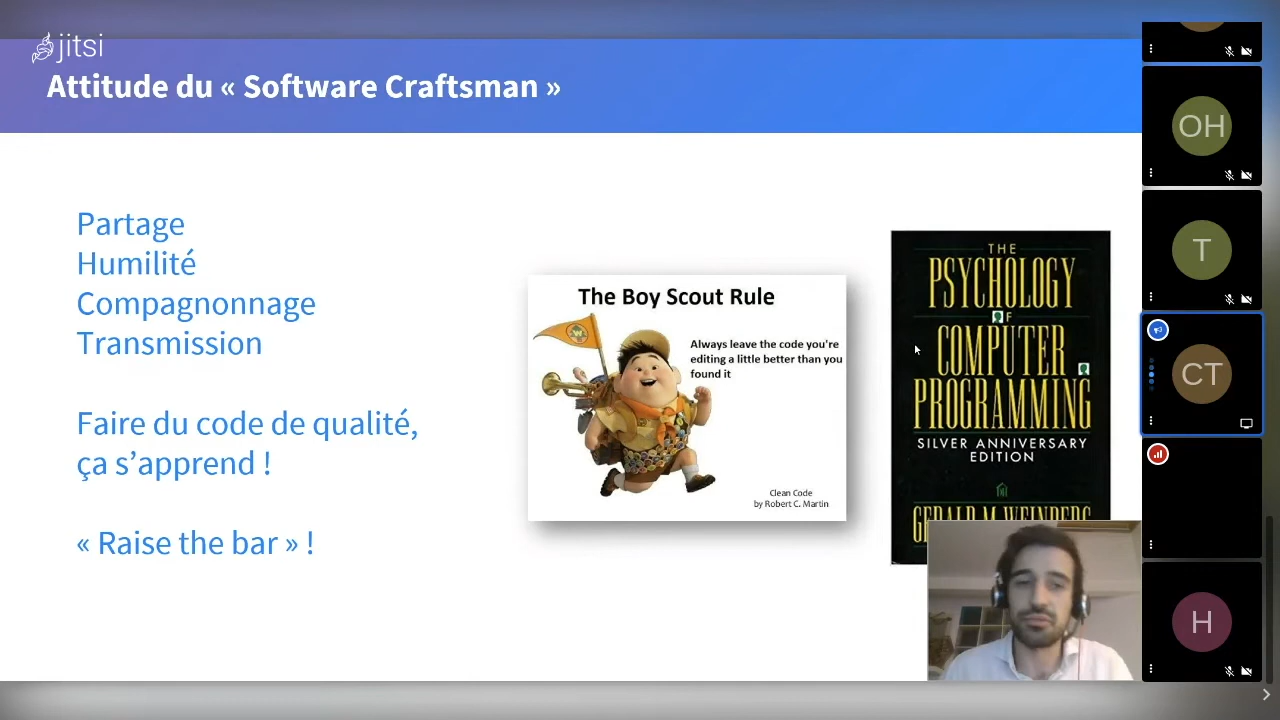 jitsi
Attitude du « Software Craftsman »
Partage
Humilité
Compagnonnage
Transmission
Faire du code de qualité,
ça s’apprend !
« Raise the bar » !
The Boy Scout Rule
Always leave the code you're
editing a little better than you
found it
Clean Code
by Robert C. Martin
THE
PSYCHOLOGY
OF
COMPUTER
PROGRAMMING
SILVER ANNIVERSARY
EDITION
GERALD M. WEINBERG
OH
T
CT
H